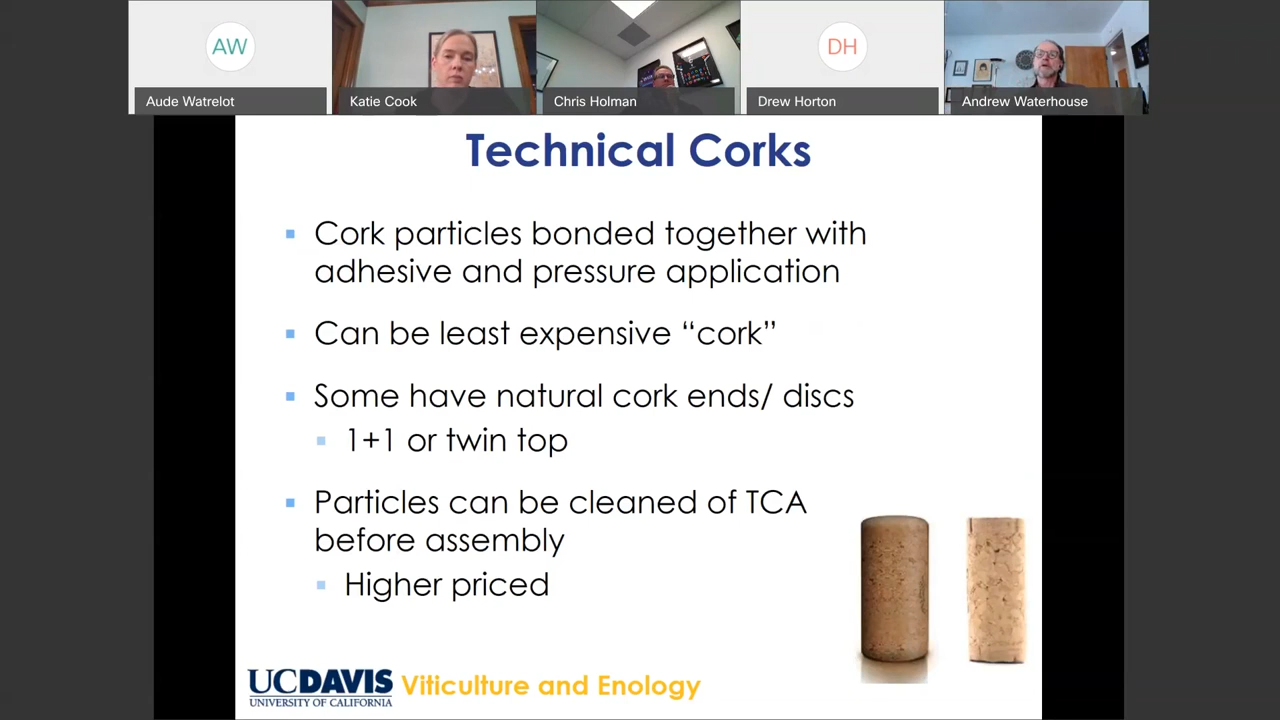 AW
DH
Aude Watrelot
Katie Cook
Chris Holman
Drew Horton
Andrew Waterhouse
Technical Corks
Cork particles bonded together with
adhesive and pressure application
Can be least expensive “cork”
Some have natural cork ends/ discs
1+1 or twin top
Particles can be cleaned of TCA
before assembly
Higher priced
UCDAVIS
UNIVERSITY OF CALIFORNIA
Viticulture and Enology